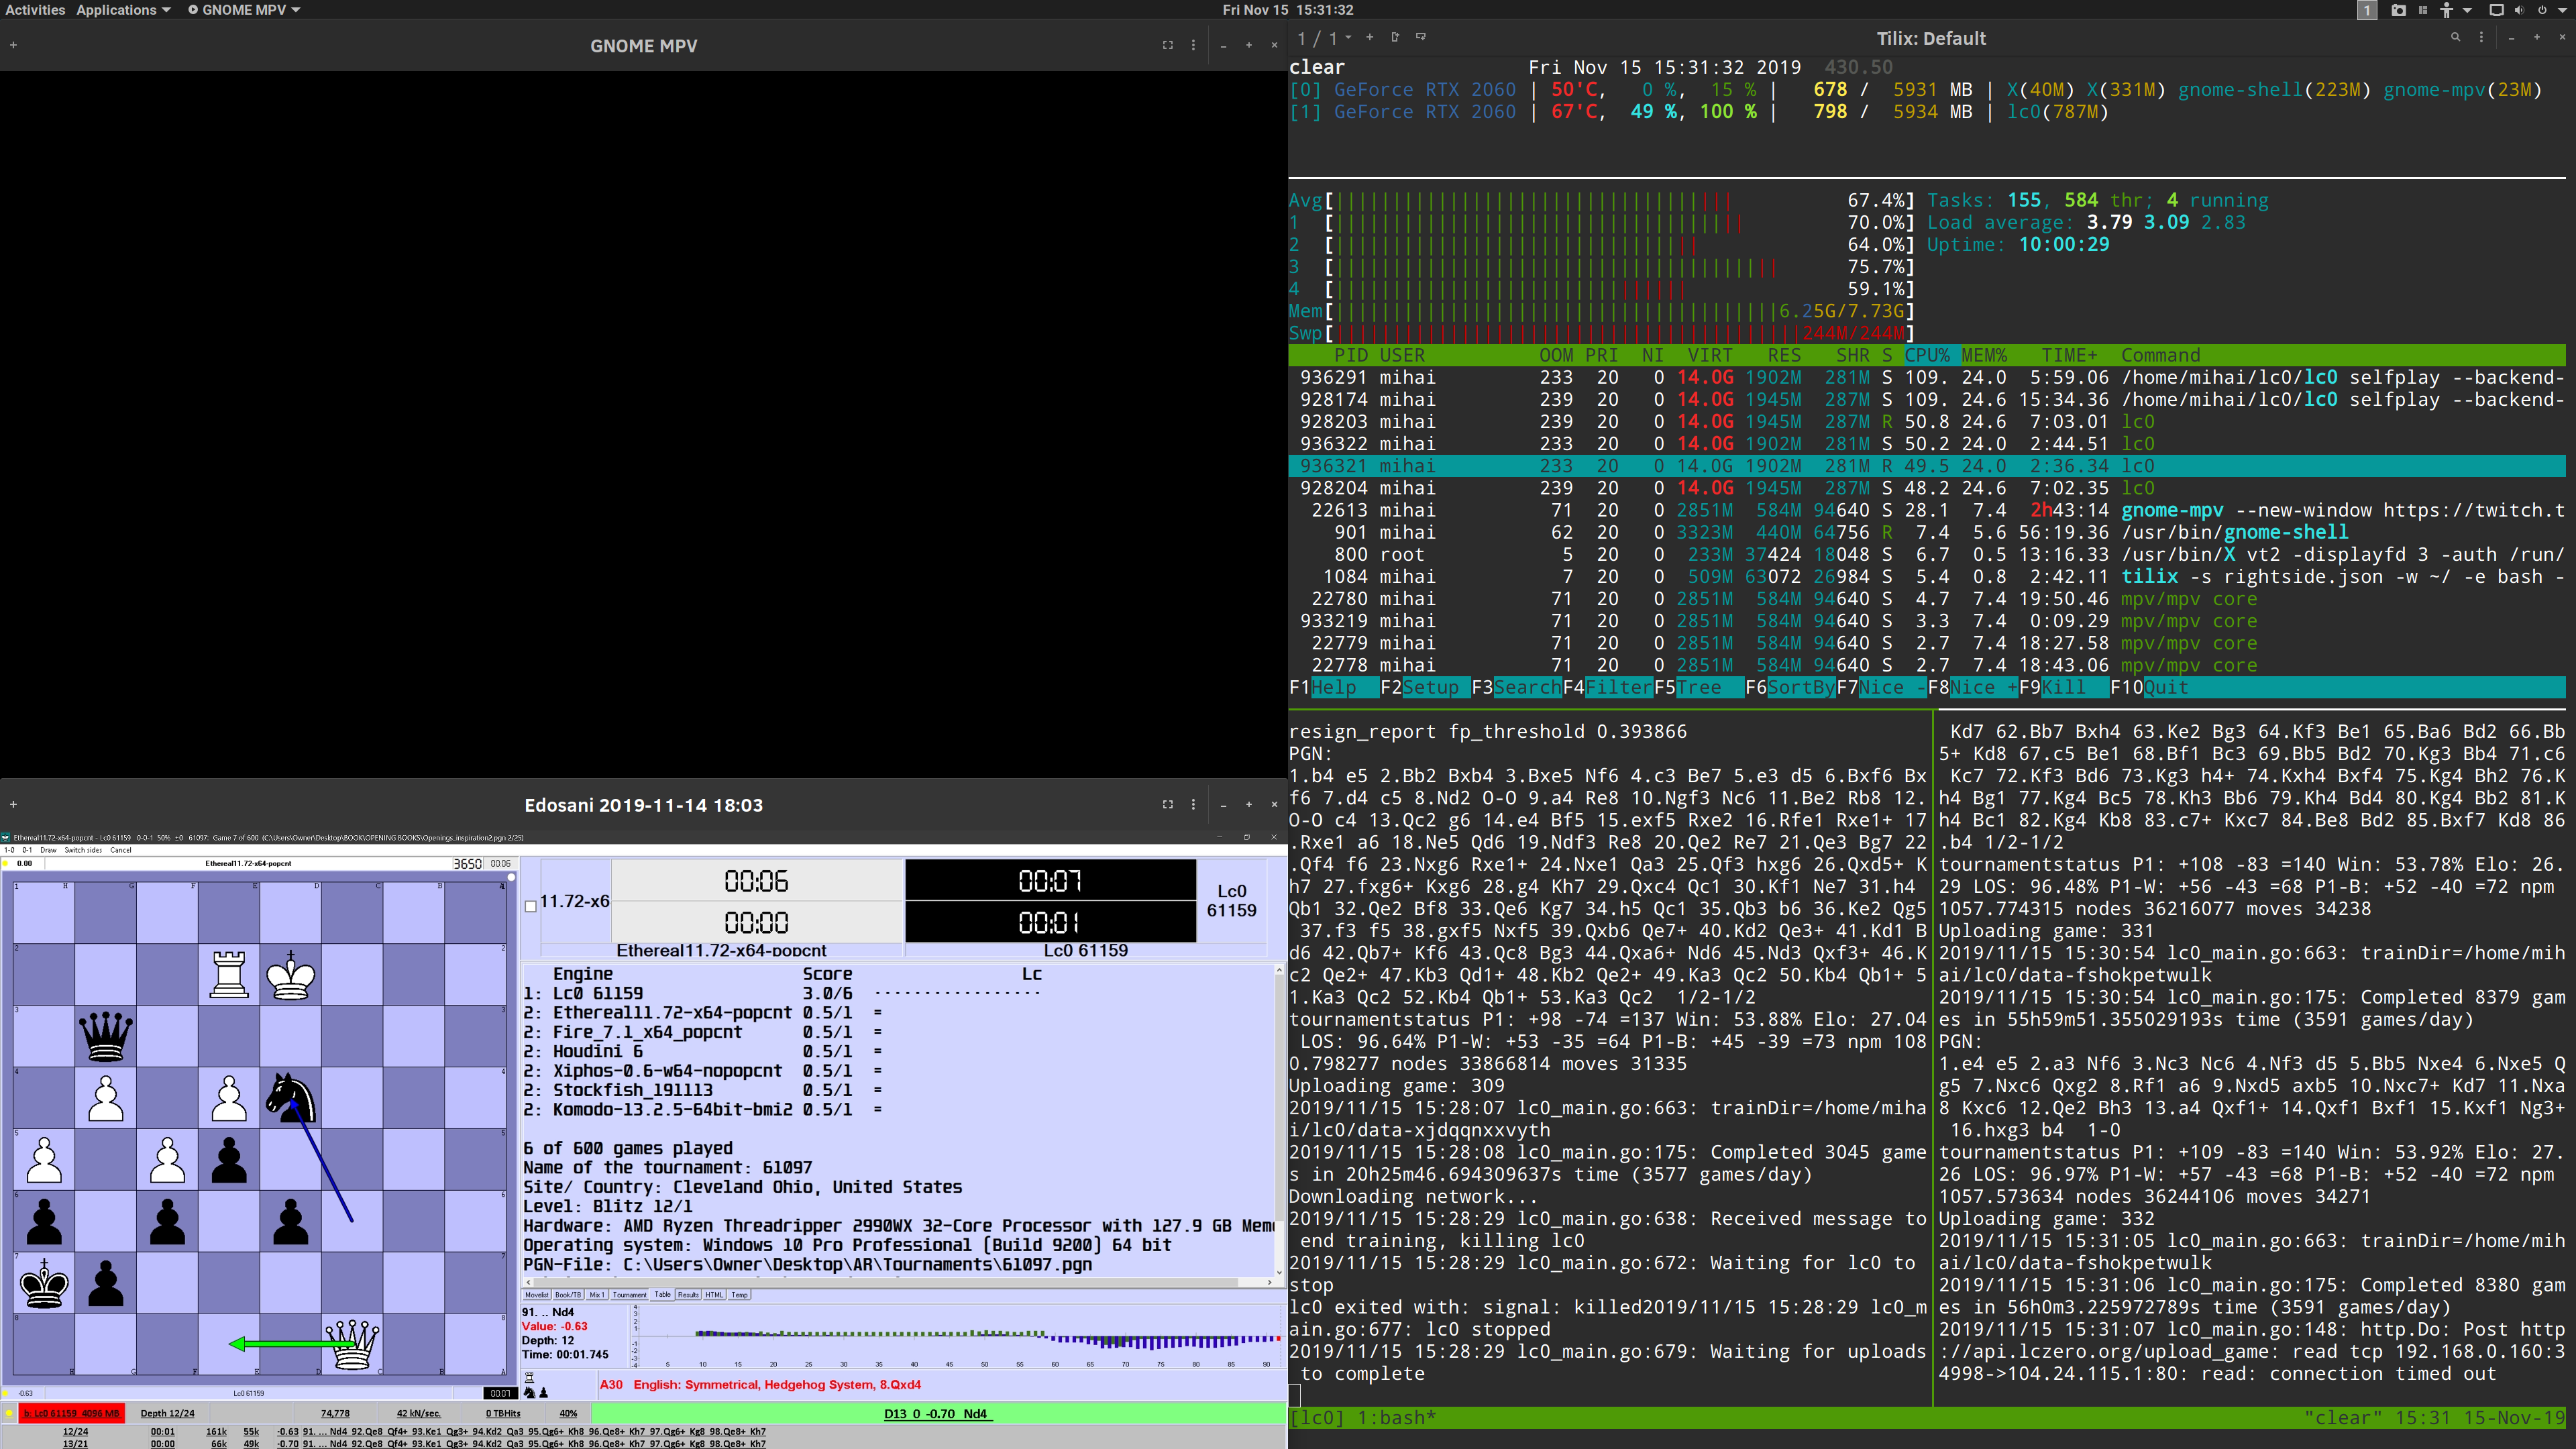 Activities Applications GNOME MPV
Fri Nov 15 15:31:32
1
GNOME MPV
1 / 1
Tilix: Default
clear Fri Nov 15 15:31:32 2019 430.50
[0] GeForce RTX 2060 | 50'C, 0 %, 15 % | 678 / 5931 MB | X(40M) X(331M) gnome-shell(223M) gnome-mpv(23M)
[1] GeForce RTX 2060 | 67'C, 49 %, 100 % | 798 / 5934 MB | lc0(787M)
Avg[ 67.4%] Tasks: 155, 584 thr; 4 running
1 [ 70.0%] Load average: 3.79 3.09 2.83
2 [ 64.0%] Uptime: 10:00:29
3 [ 75.7%]
4 [ 59.1%]
Mem[ 6.25G/7.73G]
Swp[ 244M/244M]
PID USER OOM PRI NI VIRT RES SHR S CPU% MEM% TIME+ Command
936291 mihai 233 20 0 14.0G 1902M 281M S 109. 24.0 5:59.06 /home/mihai/lc0/lc0 selfplay --backend-
928174 mihai 239 20 0 14.0G 1945M 287M S 109. 24.6 15:34.36 /home/mihai/lc0/lc0 selfplay --backend-
928203 mihai 239 20 0 14.0G 1945M 287M R 50.8 24.6 7:03.01 lc0
936322 mihai 233 20 0 14.0G 1902M 281M S 50.2 24.0 2:44.51 lc0
936321 mihai 233 20 0 14.0G 1902M 281M R 49.5 24.0 2:36.34 lc0
928204 mihai 239 20 0 14.0G 1945M 287M S 48.2 24.6 7:02.35 lc0
22613 mihai 71 20 0 2851M 584M 94640 S 28.1 7.4 2h43:14 gnome-mpv --new-window https://twitch.t
901 mihai 62 20 0 3323M 440M 64756 R 7.4 5.6 56:19.36 /usr/bin/gnome-shell
800 root 5 20 0 233M 37424 18048 S 6.7 0.5 13:16.33 /usr/bin/X vt2 -displayfd 3 -auth /run/
1084 mihai 7 20 0 509M 63072 26984 S 5.4 0.8 2:42.11 tilix -s rightside.json -w ~/ -e bash -
22780 mihai 71 20 0 2851M 584M 94640 S 4.7 7.4 19:50.46 mpv/mpv core
933219 mihai 71 20 0 2851M 584M 94640 S 3.3 7.4 0:09.29 mpv/mpv core
22779 mihai 71 20 0 2851M 584M 94640 S 2.7 7.4 18:27.58 mpv/mpv core
22778 mihai 71 20 0 2851M 584M 94640 S 2.7 7.4 18:43.06 mpv/mpv core
F1Help F2Setup F3SearchF4FilterF5Tree F6SortByF7Nice -F8Nice +F9Kill F10Quit
resign_report fp_threshold 0.393866
PGN:
1.b4 e5 2.Bb2 Bxb4 3.Bxe5 Nf6 4.c3 Be7 5.e3 d5 6.Bxf6 Bx
f6 7.d4 c5 8.Nd2 O-O 9.a4 Re8 10.Ngf3 Nc6 11.Be2 Rb8 12.
O-O c4 13.Qc2 g6 14.e4 Bf5 15.exf5 Rxe2 16.Rfe1 Rxe1+ 17
.Rxe1 a6 18.Ne5 Qd6 19.Ndf3 Re8 20.Qe2 Re7 21.Qe3 Bg7 22
.Qf4 f6 23.Nxg6 Rxe1+ 24.Nxe1 Qa3 25.Qf3 hxg6 26.Qxd5+ K
h7 27.fxg6+ Kxg6 28.g4 Kh7 29.Qxc4 Qc1 30.Kf1 Ne7 31.h4
Qb1 32.Qe2 Bf8 33.Qe6 Kg7 34.h5 Qc1 35.Qb3 b6 36.Ke2 Qg5
37.f3 f5 38.gxf5 Nxf5 39.Qxb6 Qe7+ 40.Kd2 Qe3+ 41.Kd1 B
d6 42.Qb7+ Kf6 43.Qc8 Bg3 44.Qxa6+ Nd6 45.Nd3 Qxf3+ 46.K
c2 Qe2+ 47.Kb3 Qd1+ 48.Kb2 Qe2+ 49.Ka3 Qc2 50.Kb4 Qb1+ 5
1.Ka3 Qc2 52.Kb4 Qb1+ 53.Ka3 Qc2 1/2-1/2
tournamentstatus P1: +98 -74 =137 Win: 53.88% Elo: 27.04
LOS: 96.64% P1-W: +53 -35 =64 P1-B: +45 -39 =73 npm 108
0.798277 nodes 33866814 moves 31335
Uploading game: 309
2019/11/15 15:28:07 lc0_main.go:663: trainDir=/home/miha
i/lc0/data-xjdqqnxxvyth
2019/11/15 15:28:08 lc0_main.go:175: Completed 3045 game
s in 20h25m46.694309637s time (3577 games/day)
Downloading network...
2019/11/15 15:28:29 lc0_main.go:638: Received message to
end training, killing lc0
2019/11/15 15:28:29 lc0_main.go:672: Waiting for lc0 to
stop
lc0 exited with: signal: killed2019/11/15 15:28:29 lc0_m
ain.go:677: lc0 stopped
2019/11/15 15:28:29 lc0_main.go:679: Waiting for uploads
to complete
Kd7 62.Bb7 Bxh4 63.Ke2 Bg3 64.Kf3 Be1 65.Ba6 Bd2 66.Bb
5+ Kd8 67.c5 Be1 68.Bf1 Bc3 69.Bb5 Bd2 70.Kg3 Bb4 71.c6
Kc7 72.Kf3 Bd6 73.Kg3 h4+ 74.Kxh4 Bxf4 75.Kg4 Bh2 76.K
h4 Bg1 77.Kg4 Bc5 78.Kh3 Bb6 79.Kh4 Bd4 80.Kg4 Bb2 81.K
h4 Bc1 82.Kg4 Kb8 83.c7+ Kxc7 84.Be8 Bd2 85.Bxf7 Kd8 86
.b4 1/2-1/2
tournamentstatus P1: +108 -83 =140 Win: 53.78% Elo: 26.
29 LOS: 96.48% P1-W: +56 -43 =68 P1-B: +52 -40 =72 npm
1057.774315 nodes 36216077 moves 34238
Uploading game: 331
2019/11/15 15:30:54 lc0_main.go:663: trainDir=/home/mih
ai/lc0/data-fshokpetwulk
2019/11/15 15:30:54 lc0_main.go:175: Completed 8379 gam
es in 55h59m51.355029193s time (3591 games/day)
PGN:
1.e4 e5 2.a3 Nf6 3.Nc3 Nc6 4.Nf3 d5 5.Bb5 Nxe4 6.Nxe5 Q
g5 7.Nxc6 Qxg2 8.Rf1 a6 9.Nxd5 axb5 10.Nxc7+ Kd7 11.Nxa
8 Kxc6 12.Qe2 Bh3 13.a4 Qxf1+ 14.Qxf1 Bxf1 15.Kxf1 Ng3+
16.hxg3 b4 1-0
tournamentstatus P1: +109 -83 =140 Win: 53.92% Elo: 27.
26 LOS: 96.97% P1-W: +57 -43 =68 P1-B: +52 -40 =72 npm
1057.573634 nodes 36244106 moves 34271
Uploading game: 332
2019/11/15 15:31:05 lc0_main.go:663: trainDir=/home/mih
ai/lc0/data-fshokpetwulk
2019/11/15 15:31:06 lc0_main.go:175: Completed 8380 gam
es in 56h0m3.225972789s time (3591 games/day)
2019/11/15 15:31:07 lc0_main.go:148: http.Do: Post http
://api.lczero.org/upload_game: read tcp 192.168.0.160:3
4998->104.24.115.1:80: read: connection timed out
[lc0] 1:bash* "clear" 15:31 15-Nov-19
Edosani 2019-11-14 18:03
Ethereal11.72-x64-popcnt - Lc0 61159 0-0-1 50% ±0 61097: Game 7 of 600 (C:\Users\Owner\Desktop\BOOK\OPENING BOOKS\Openings_inspiration2.pgn 2/25)
1-0 0-1 Draw Switch sides Cancel
0.00 Ethereal11.72-x64-popcnt 3650 00:06
H G F E D C B A
1 2 3 4 5 6 7 8
-0.63 Lc0 61159 00:07
11.72-x6
00:06 00:07
00:00 00:01
Lc0 61159
Ethereal11.72-x64-popcnt Lc0 61159
Engine Score Lc
1: Lc0 61159 3.0/6 ------------------
2: Ethereal11.72-x64-popcnt 0.5/1 =
2: Fire_7.1_x64_popcnt 0.5/1 =
2: Houdini 6 0.5/1 =
2: Xiphos-0.6-w64-nopopcnt 0.5/1 =
2: Stockfish_191113 0.5/1 =
2: Komodo-13.2.5-64bit-bmi2 0.5/1 =
6 of 600 games played
Name of the tournament: 61097
Site/ Country: Cleveland Ohio, United States
Level: Blitz 12/1
Hardware: AMD Ryzen Threadripper 2990WX 32-Core Processor with 127.9 GB Mem
Operating system: Windows 10 Pro Professional (Build 9200) 64 bit
PGN-File: C:\Users\Owner\Desktop\AR\Tournaments\61097.pgn
Movelist Book/TB Mix 1 Tournament Table Results HTML Temp
91. .. Nd4
Value: -0.63
Depth: 12
Time: 00:01.745
5 10 15 20 25 30 35 40 45 50 55 60 65 70 75 80 85 90
A30 English: Symmetrical, Hedgehog System, 8.Qxd4
b: Lc0 61159 4096 MB Depth 12/24 74,778 42 kN/sec. 0 TBHits 40% D13 0 -0.70 Nd4
12/24 00:01 161k 55k -0.63 91. ... Nd4 92.Qe8 Qf4+ 93.Ke1 Qg3+ 94.Kd2 Qa3 95.Qg6+ Kh8 96.Qe8+ Kh7 97.Qg6+ Kg8 98.Qe8+ Kh7
13/21 00:00 66k 49k -0.70 91. ... Nd4 92.Qe8 Qf4+ 93.Ke1 Qg3+ 94.Kd2 Qa3 95.Qg6+ Kh8 96.Qe8+ Kh7 97.Qg6+ Kg8 98.Qe8+ Kh7